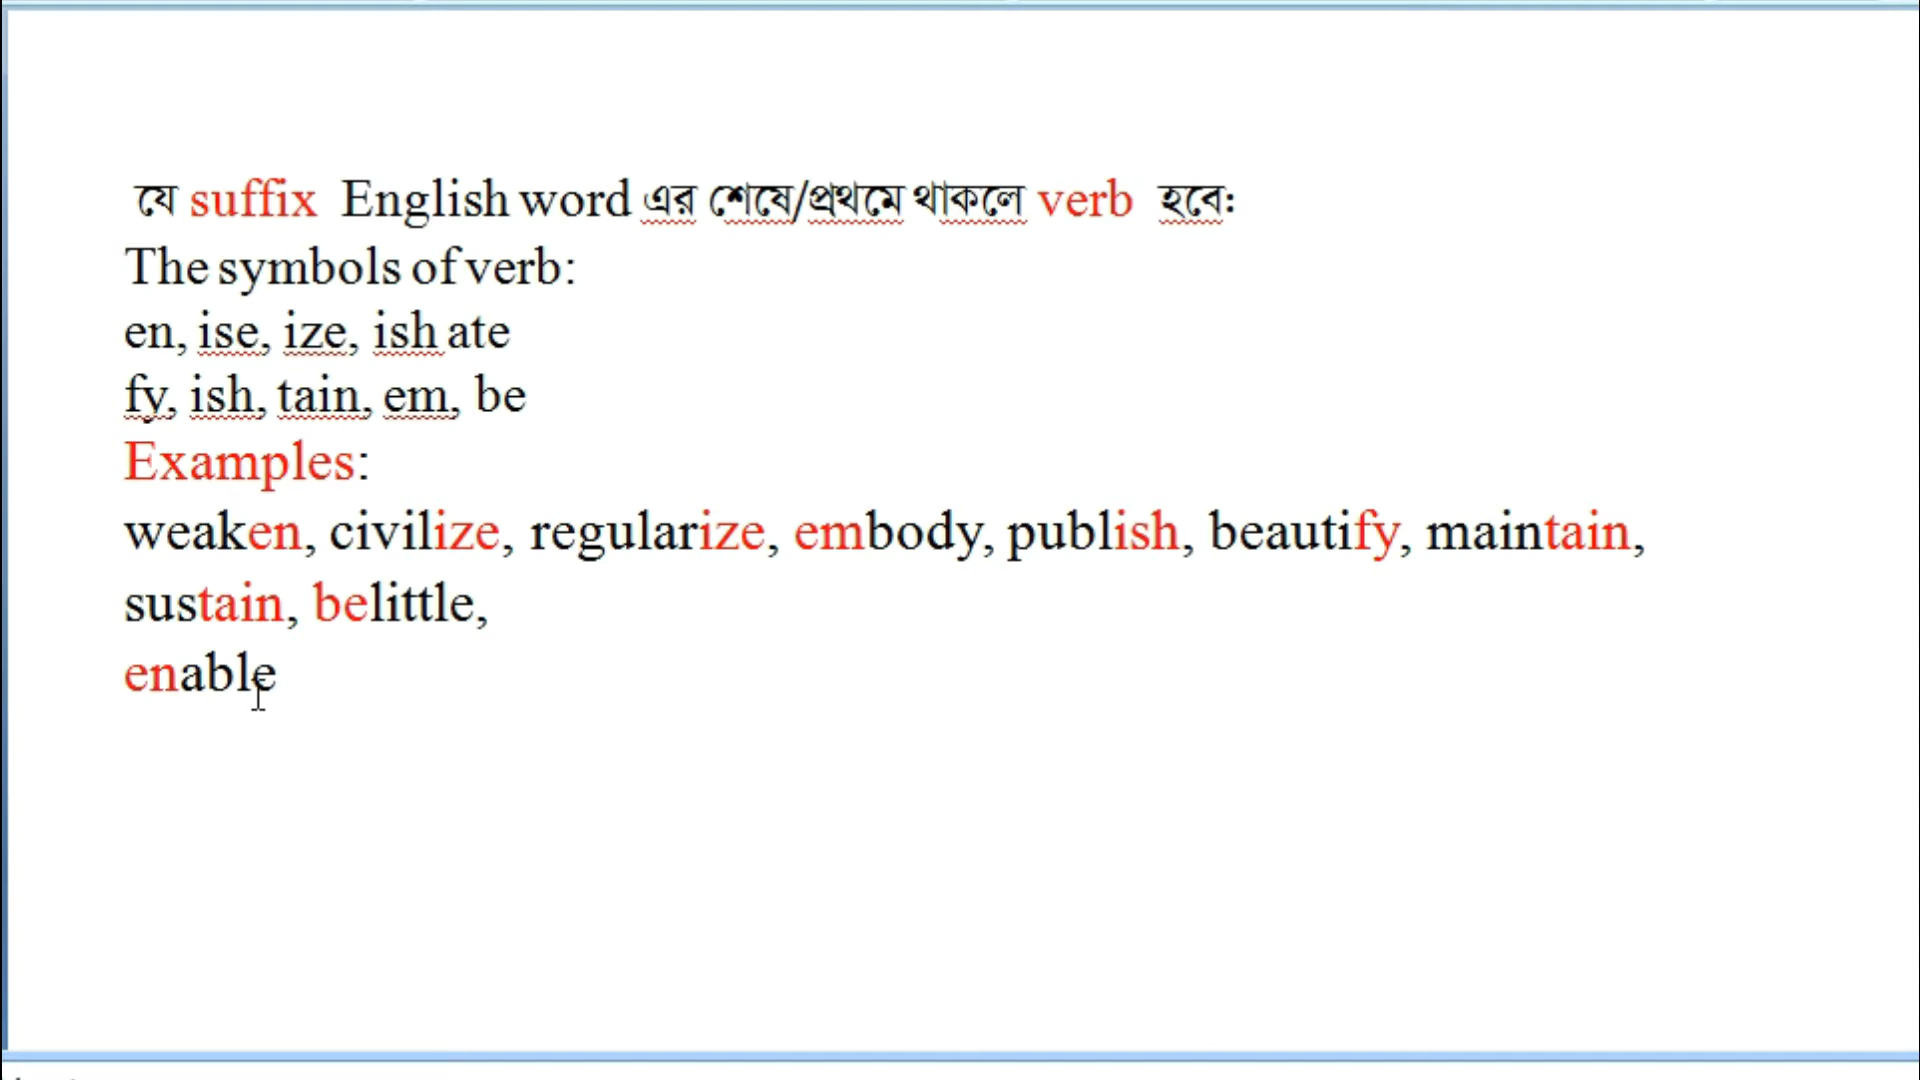 যে suffix English word এর শেষে/প্রথমে থাকলে verb হবেঃ
The symbols of verb:
en, ise, ize, ish ate
fy, ish, tain, em, be
Examples:
weaken, civilize, regularize, embody, publish, beautify, maintain,
sustain, belittle,
enable